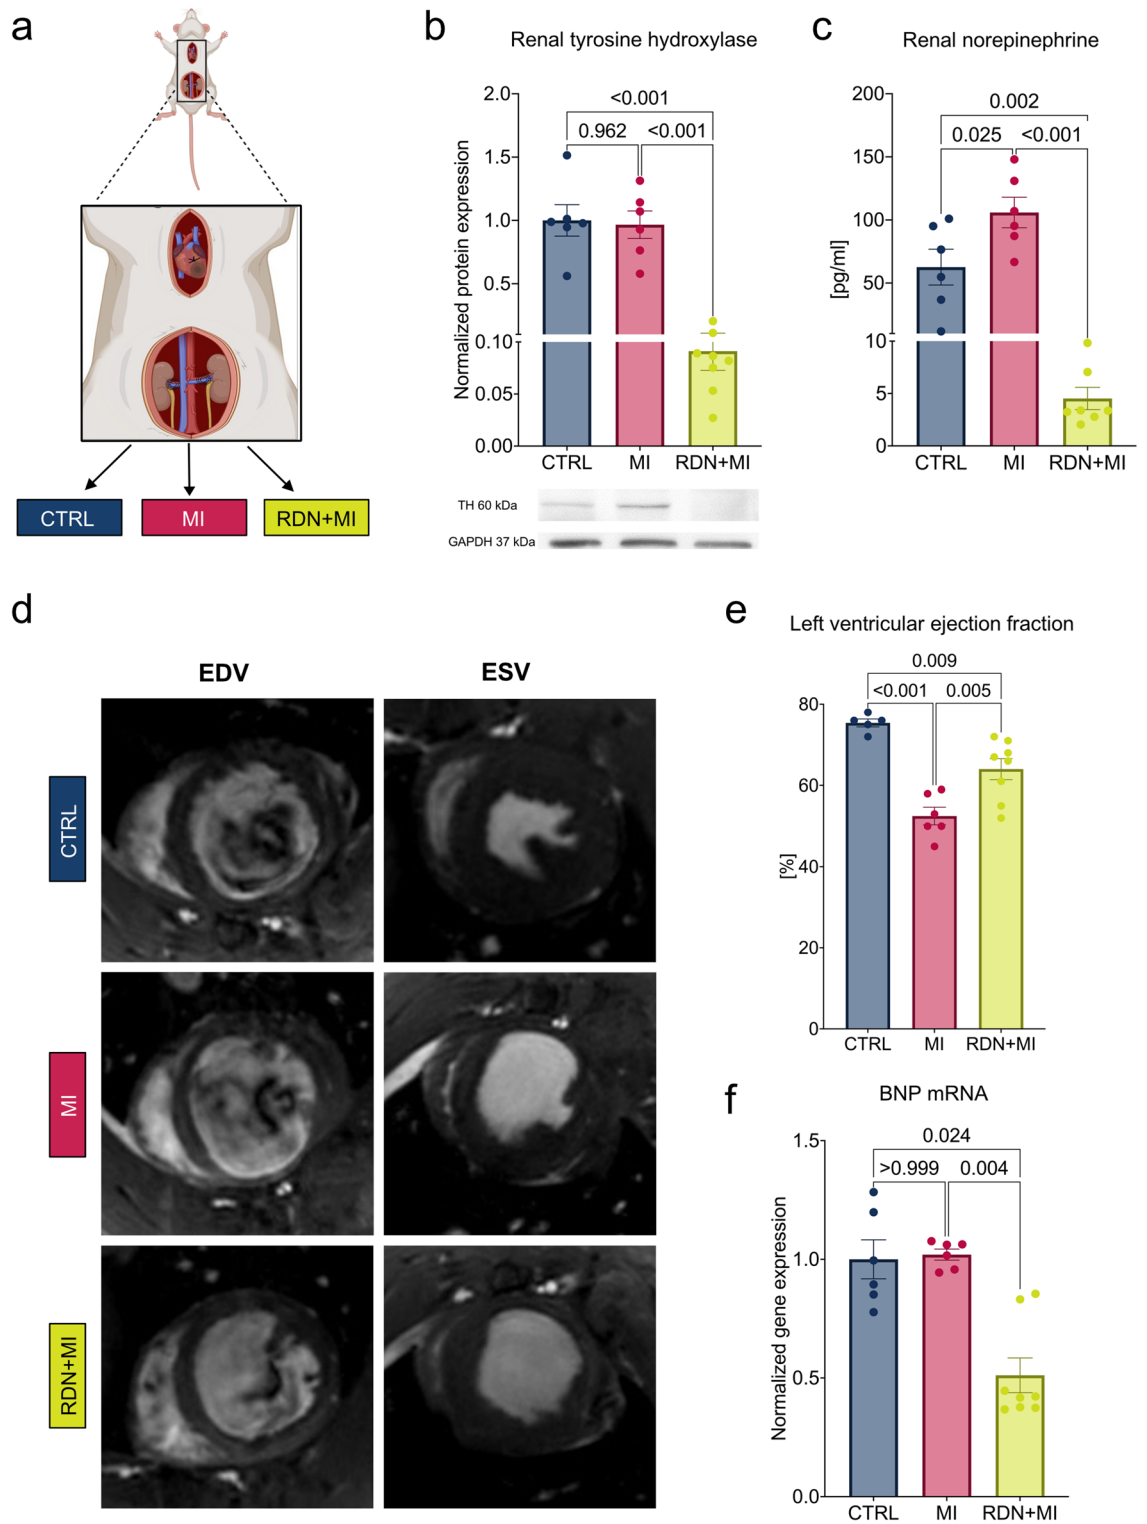 a
CTRL
MI
RDN+MI
b
Renal tyrosine hydroxylase
Normalized protein expression
2.0
1.5
1.0
0.5
0.10
0.05
0.00
<0.001
0.962
<0.001
CTRL
MI
RDN+MI
TH 60 kDa
GAPDH 37 kDa
c
Renal norepinephrine
[pg/ml]
200
150
100
50
10
5
0
0.002
0.025
<0.001
CTRL
MI
RDN+MI
d
EDV
ESV
CTRL
MI
RDN+MI
e
Left ventricular ejection fraction
[%]
80
60
40
20
0
0.009
<0.001
0.005
CTRL
MI
RDN+MI
f
BNP mRNA
Normalized gene expression
1.5
1.0
0.5
0.0
0.024
>0.999
0.004
CTRL
MI
RDN+MI